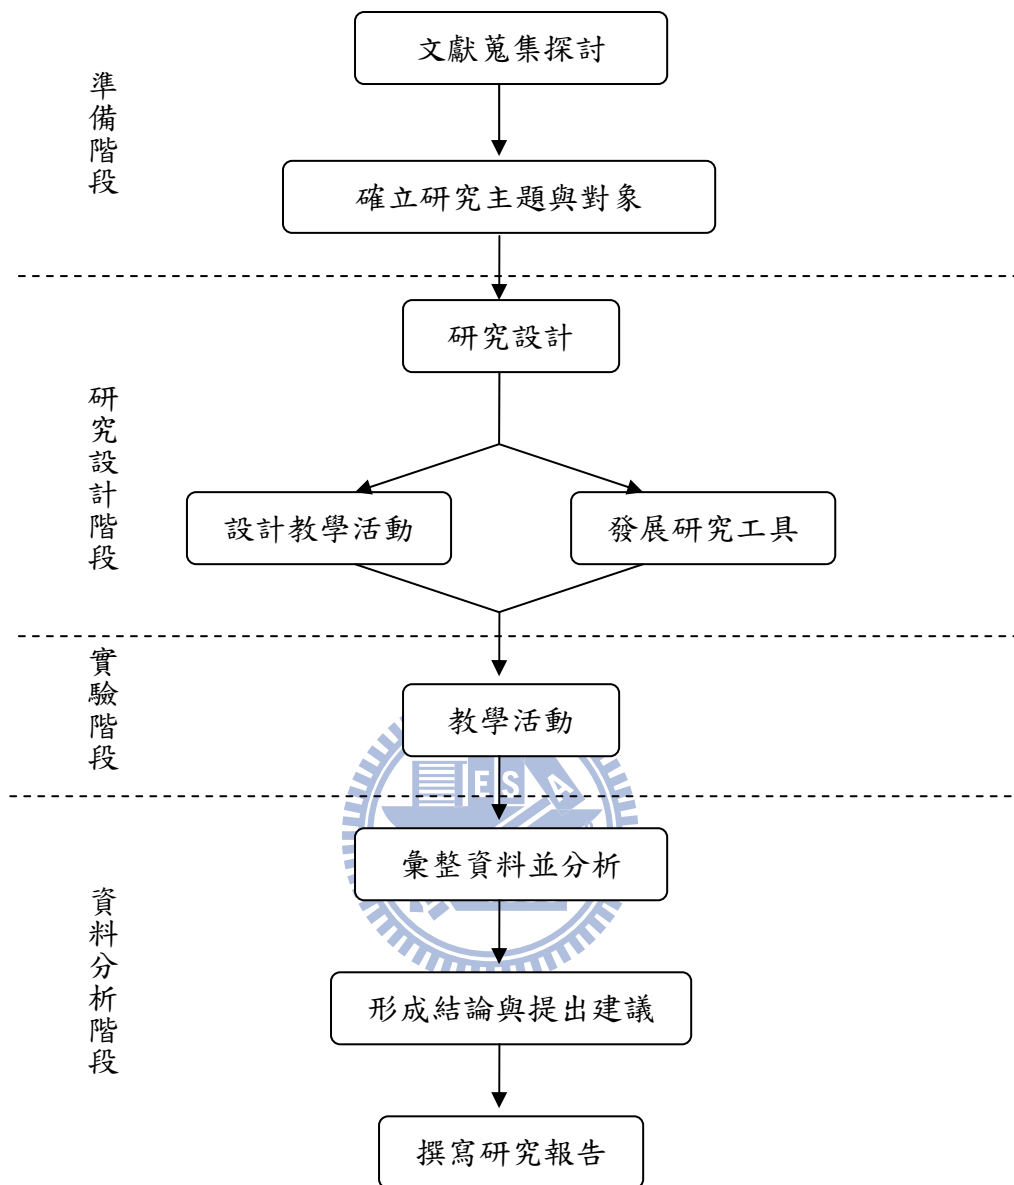 準備階段
文獻蒐集探討
確立研究主題與對象
研究設計階段
研究設計
設計教學活動
發展研究工具
實驗階段
教學活動
ES
A
資料分析階段
彙整資料並分析
形成結論與提出建議
撰寫研究報告